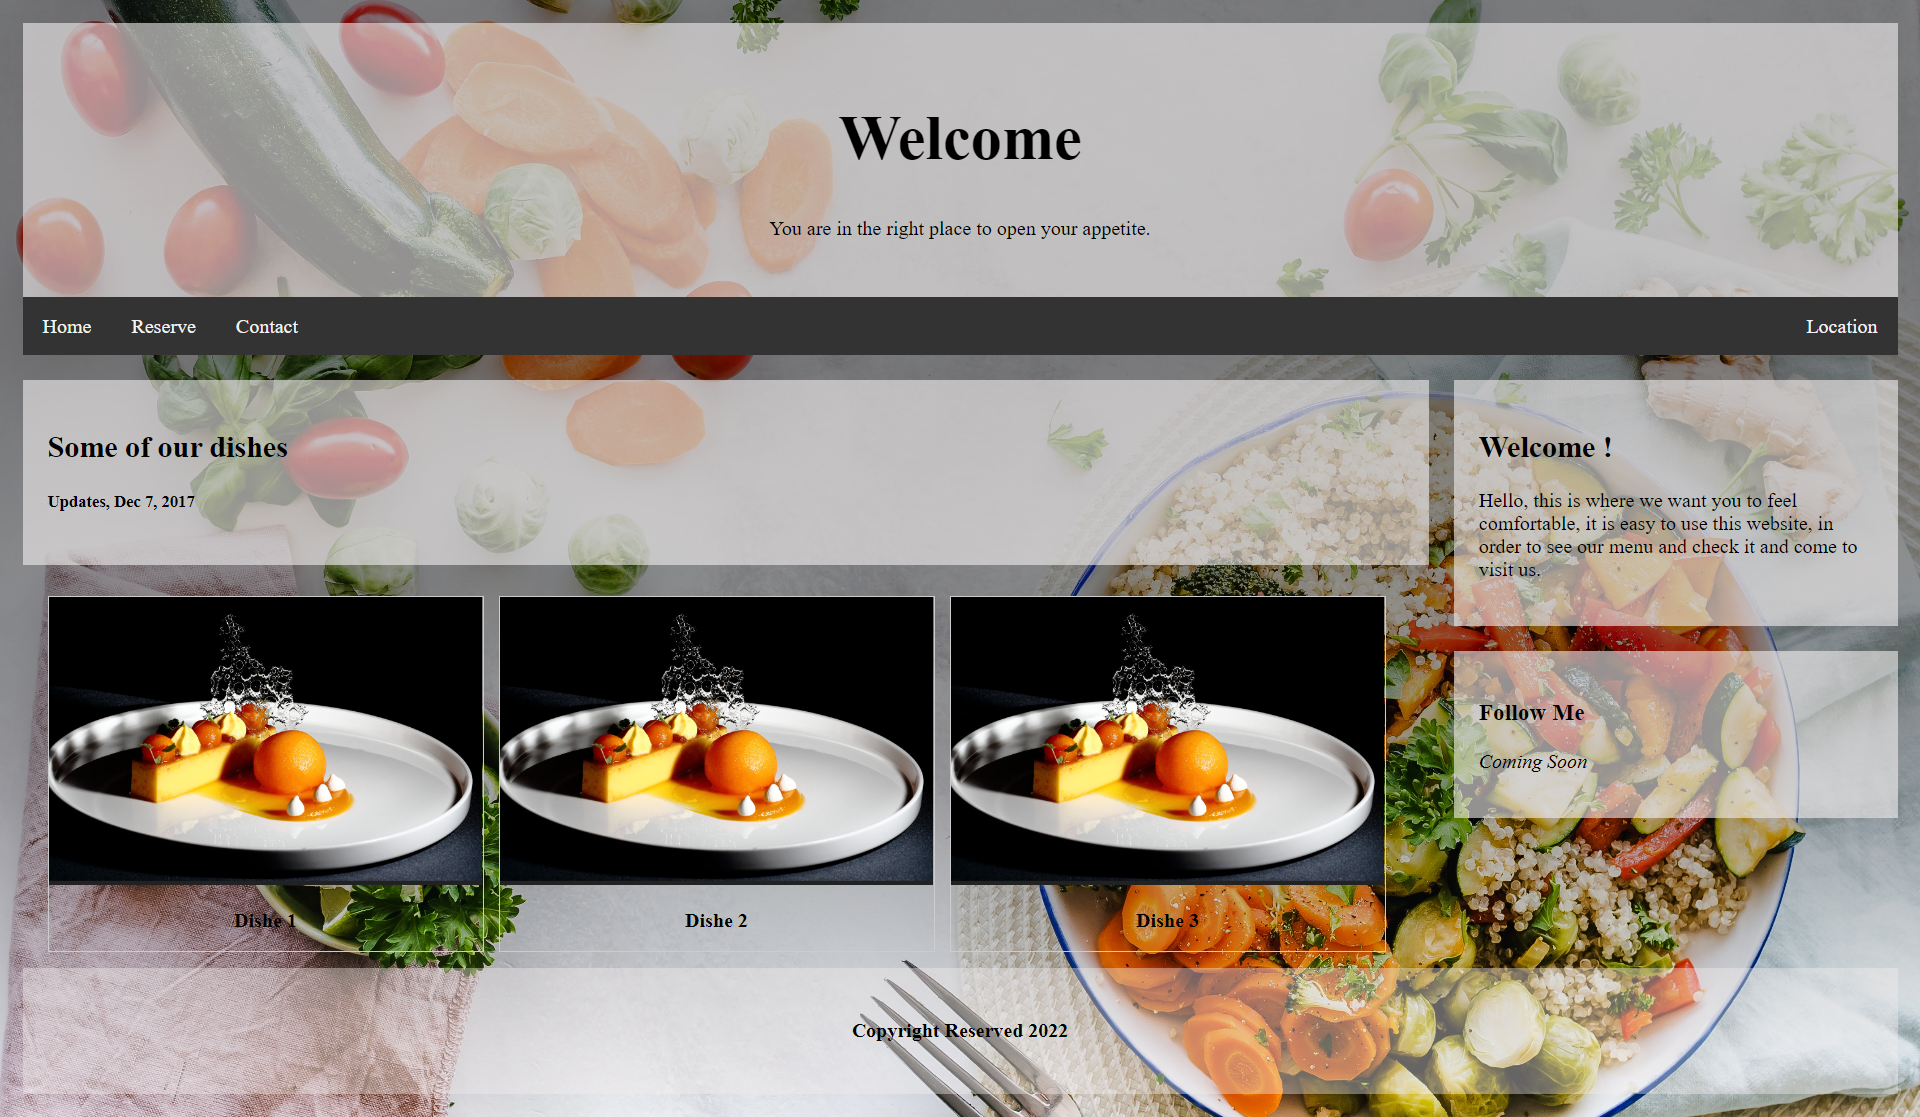 Welcome
You are in the right place to open your appetite.
Home Reserve Contact Location
Some of our dishes
Updates, Dec 7, 2017
Welcome !
Hello, this is where we want you to feel
comfortable, it is easy to use this website, in
order to see our menu and check it and come to
visit us.
Follow Me
Coming Soon
Dishe 1
Dishe 2
Dishe 3
Copyright Reserved 2022